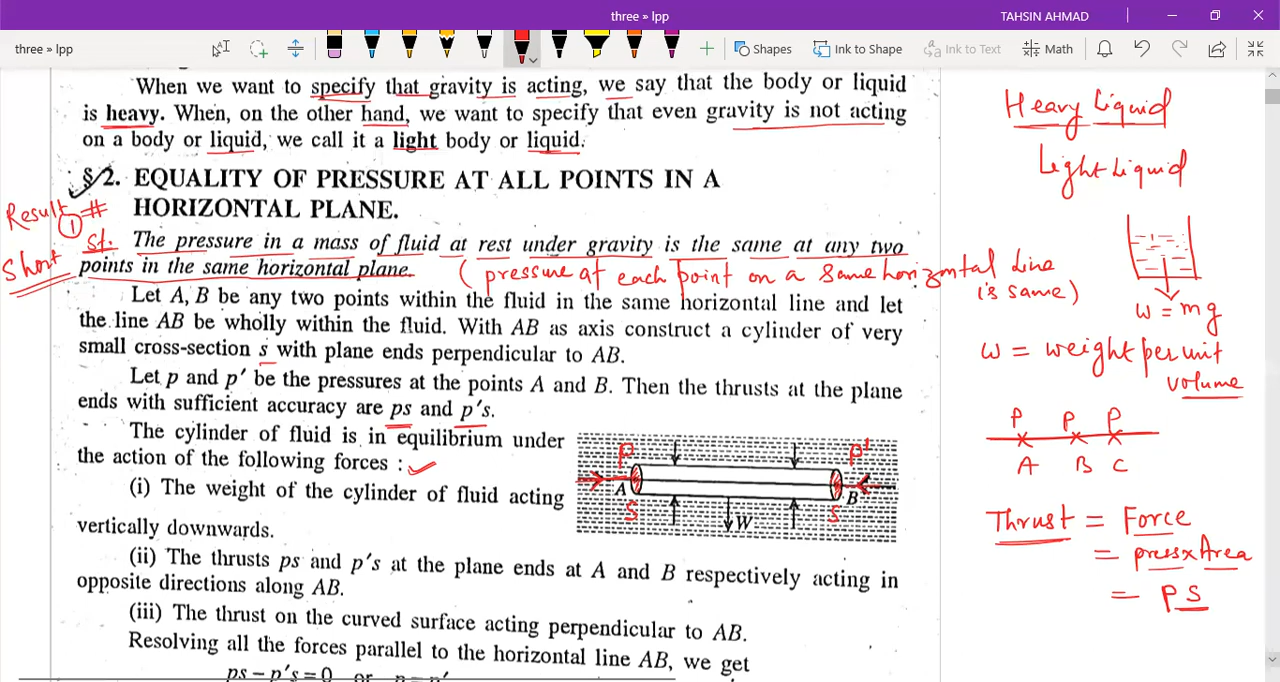 three » lpp
TAHSIN AHMAD
three » lpp
Shapes
Ink to Shape
Ink to Text
Math
When we want to specify that gravity is acting, we say that the body or liquid
is heavy. When, on the other hand, we want to specify that even gravity is not acting
on a body or liquid, we call it a light body or liquid.
§ 2. EQUALITY OF PRESSURE AT ALL POINTS IN A
HORIZONTAL PLANE.
Result #
①
St. The pressure in a mass of fluid at rest under gravity is the same at any two
Short points in the same horizontal plane. (pressure at each point on a same horizontal line
is same)
Let A, B be any two points within the fluid in the same horizontal line and let
the line AB be wholly within the fluid. With AB as axis construct a cylinder of very
small cross-section s with plane ends perpendicular to AB.
Let p and p′ be the pressures at the points A and B. Then the thrusts at the plane
ends with sufficient accuracy are ps and p′s.
The cylinder of fluid is in equilibrium under
the action of the following forces :
(i) The weight of the cylinder of fluid acting
vertically downwards.
P P'
A B
S W S
(ii) The thrusts ps and p′s at the plane ends at A and B respectively acting in
opposite directions along AB.
(iii) The thrust on the curved surface acting perpendicular to AB.
Resolving all the forces parallel to the horizontal line AB, we get
ps – p′s = 0 or p = p′
Heavy Liquid
Light Liquid
W = mg
w = weight per unit
volume
P P P
A B C
Thrust = Force
= press x Area
= PS